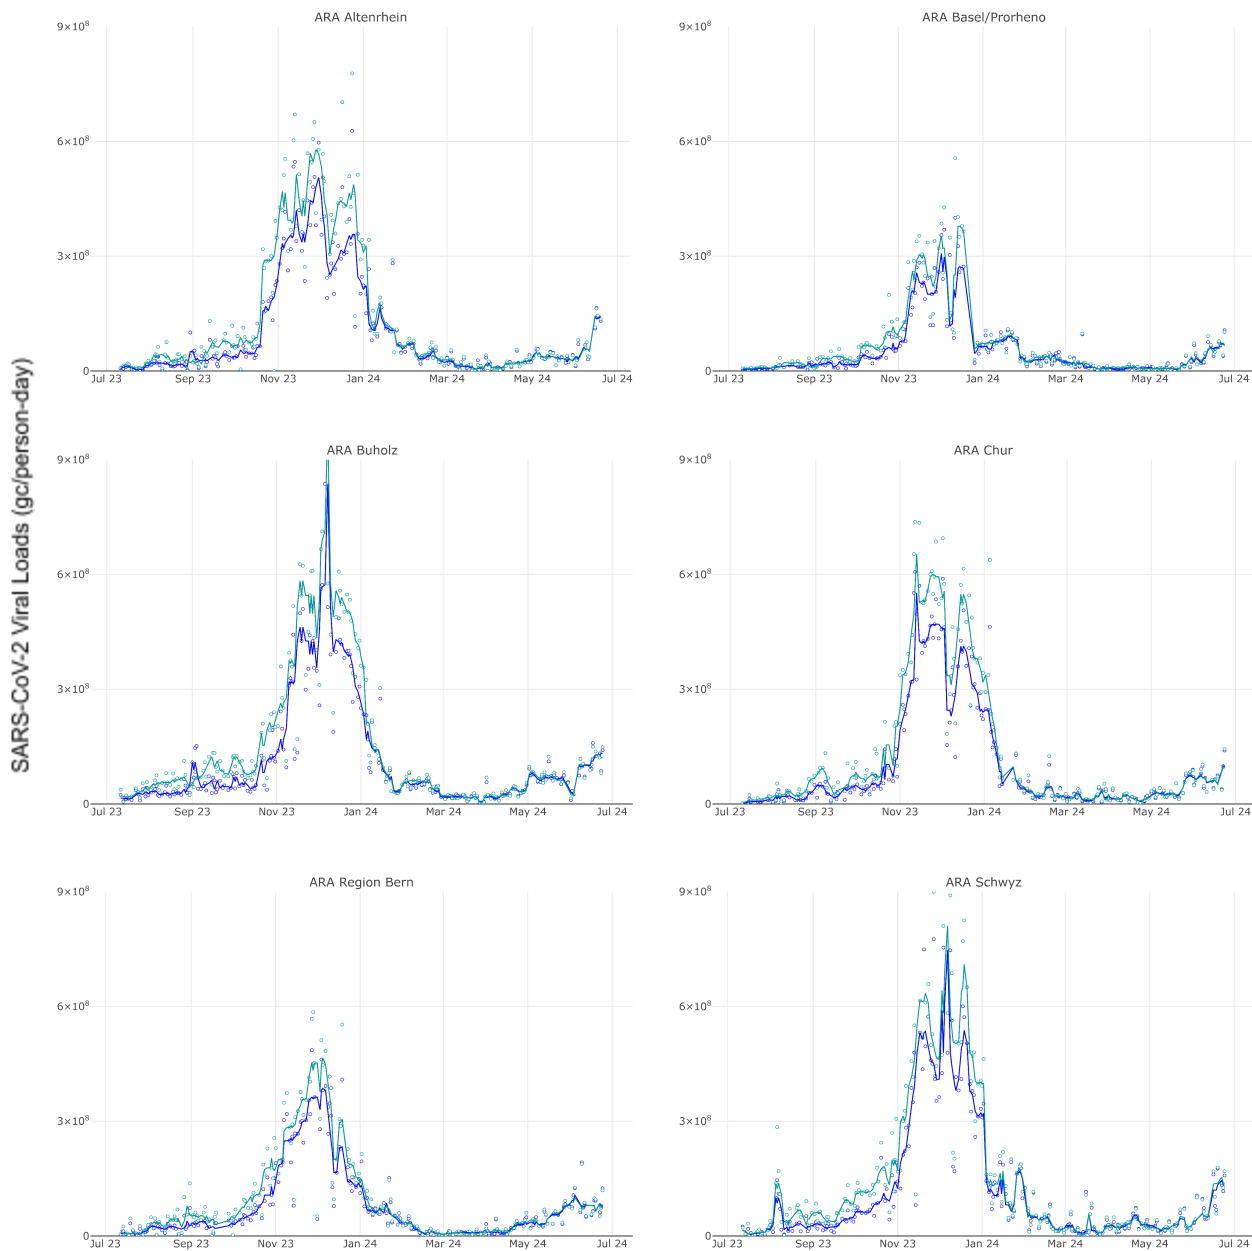 SARS-CoV-2 Viral Loads (gc/person-day)
ARA Altenrhein
9×10⁸
6×10⁸
3×10⁸
0
Jul 23 Sep 23 Nov 23 Jan 24 Mar 24 May 24 Jul 24
ARA Basel/Prorheno
9×10⁸
6×10⁸
3×10⁸
0
Jul 23 Sep 23 Nov 23 Jan 24 Mar 24 May 24 Jul 24
ARA Buholz
9×10⁸
6×10⁸
3×10⁸
0
Jul 23 Sep 23 Nov 23 Jan 24 Mar 24 May 24 Jul 24
ARA Chur
9×10⁸
6×10⁸
3×10⁸
0
Jul 23 Sep 23 Nov 23 Jan 24 Mar 24 May 24 Jul 24
ARA Region Bern
9×10⁸
6×10⁸
3×10⁸
0
Jul 23 Sep 23 Nov 23 Jan 24 Mar 24 May 24 Jul 24
ARA Schwyz
9×10⁸
6×10⁸
3×10⁸
0
Jul 23 Sep 23 Nov 23 Jan 24 Mar 24 May 24 Jul 24